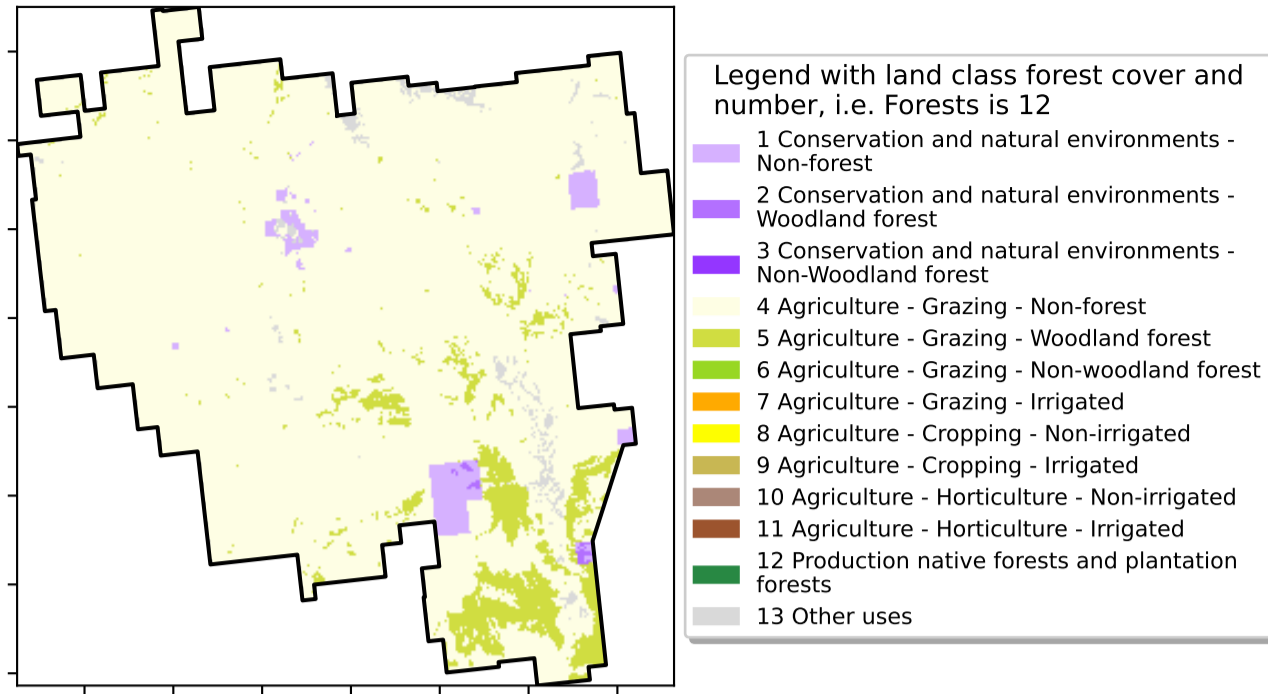 Legend with land class forest cover and
number, i.e. Forests is 12
1 Conservation and natural environments -
Non-forest
2 Conservation and natural environments -
Woodland forest
3 Conservation and natural environments -
Non-Woodland forest
4 Agriculture - Grazing - Non-forest
5 Agriculture - Grazing - Woodland forest
6 Agriculture - Grazing - Non-woodland forest
7 Agriculture - Grazing - Irrigated
8 Agriculture - Cropping - Non-irrigated
9 Agriculture - Cropping - Irrigated
10 Agriculture - Horticulture - Non-irrigated
11 Agriculture - Horticulture - Irrigated
12 Production native forests and plantation
forests
13 Other uses